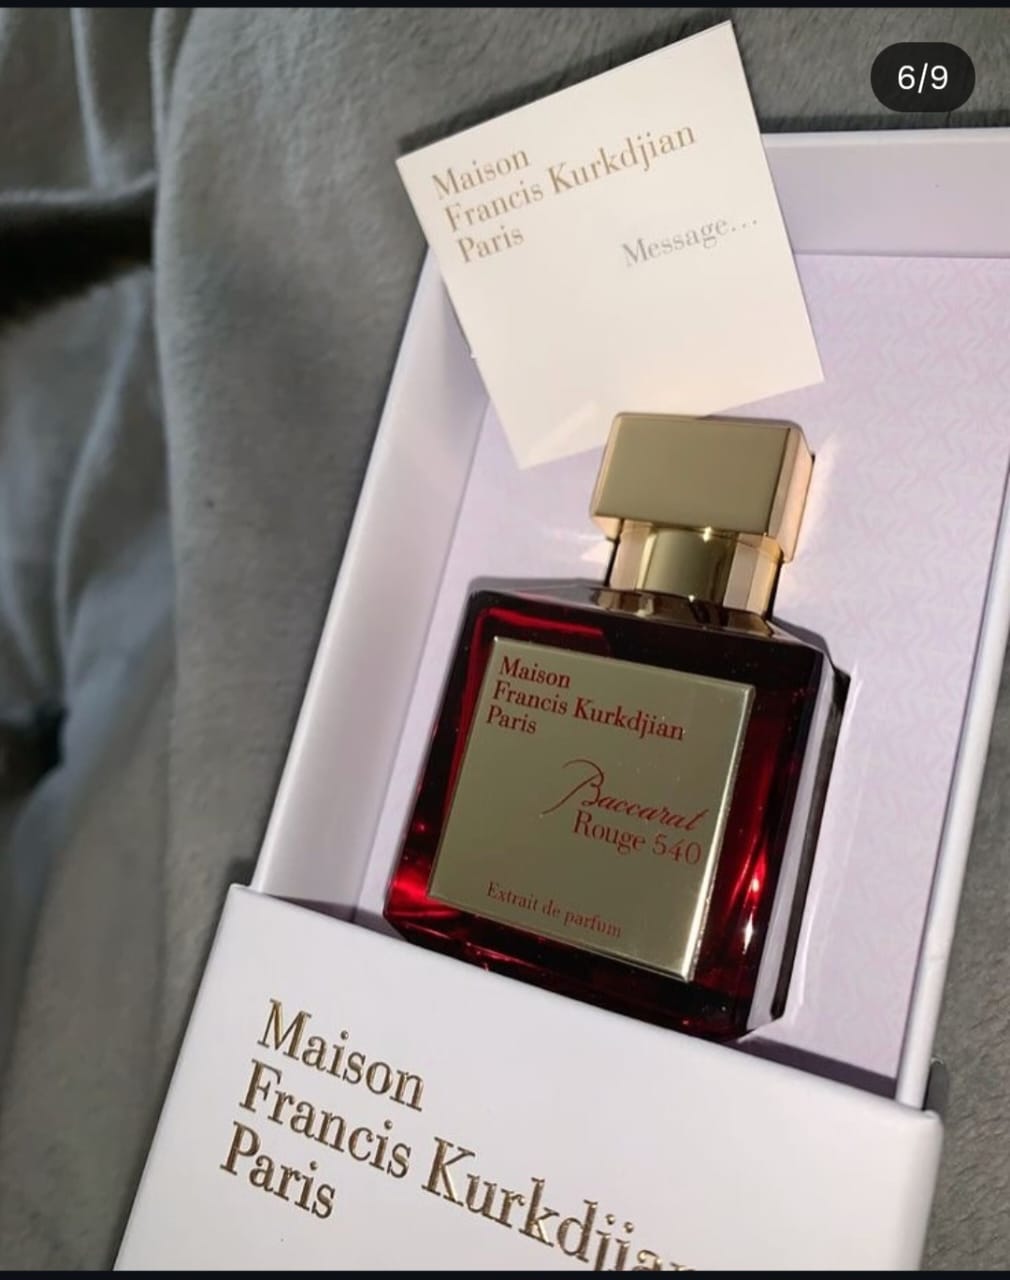 6/9
Maison
Francis Kurkdjian
Paris
Message...
Maison
Francis Kurkdjian
Paris
Baccarat
Rouge 540
Extrait de parfum
Maison
Francis Kurkdjian
Paris